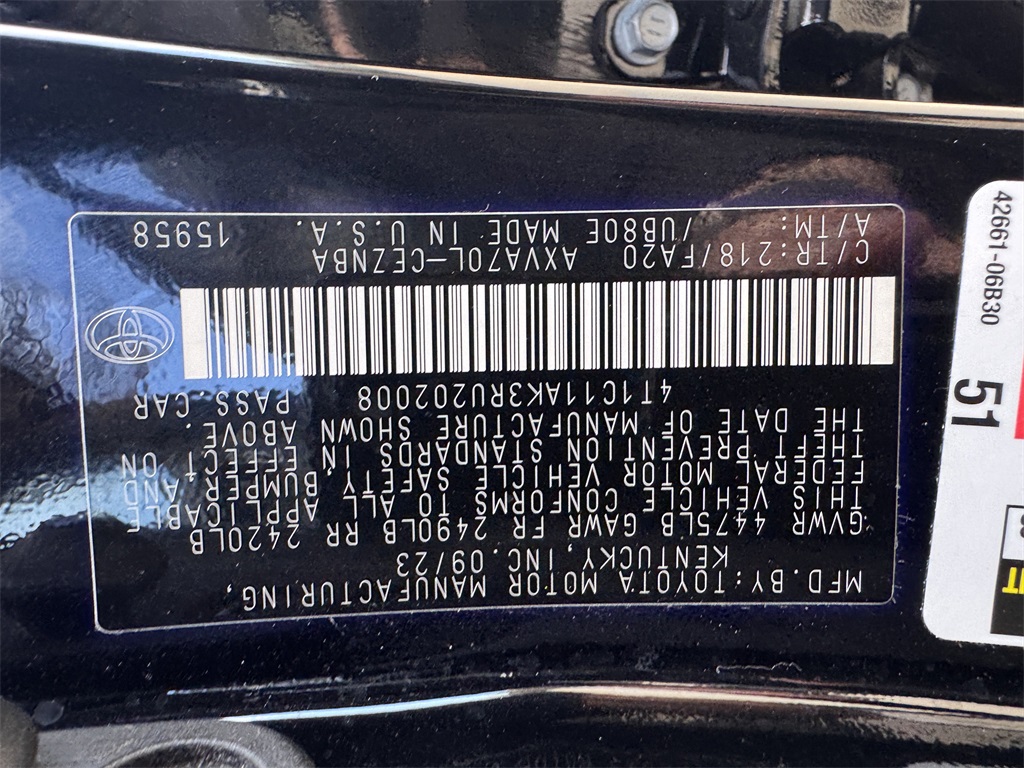 MFD.BY:TOYOTA MOTOR MANUFACTURING,
KENTUCKY,INC.09/23
GVWR 4475LB GAWR FR 2490LB RR 2420LB
THIS VEHICLE CONFORMS TO ALL APPLICABLE
FEDERAL MOTOR VEHICLE SAFETY,BUMPER,AND
THEFT PREVENTION STANDARDS IN EFFECT ON
THE DATE OF MANUFACTURE SHOWN ABOVE.
4T1C11AK3RU202008 PASS CAR
C/TR:218/FA20 AXVA70L-CEZNBA
A/TM: /UB80E MADE IN U.S.A. 15958
42661-06B30
51